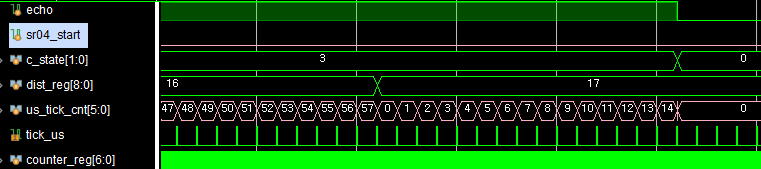 echo
sr04_start
c_state[1:0] 3 0
dist_reg[8:0] 16 17
us_tick_cnt[5:0] 47 48 49 50 51 52 53 54 55 56 57 0 1 2 3 4 5 6 7 8 9 10 11 12 13 14 0
tick_us
counter_reg[6:0]